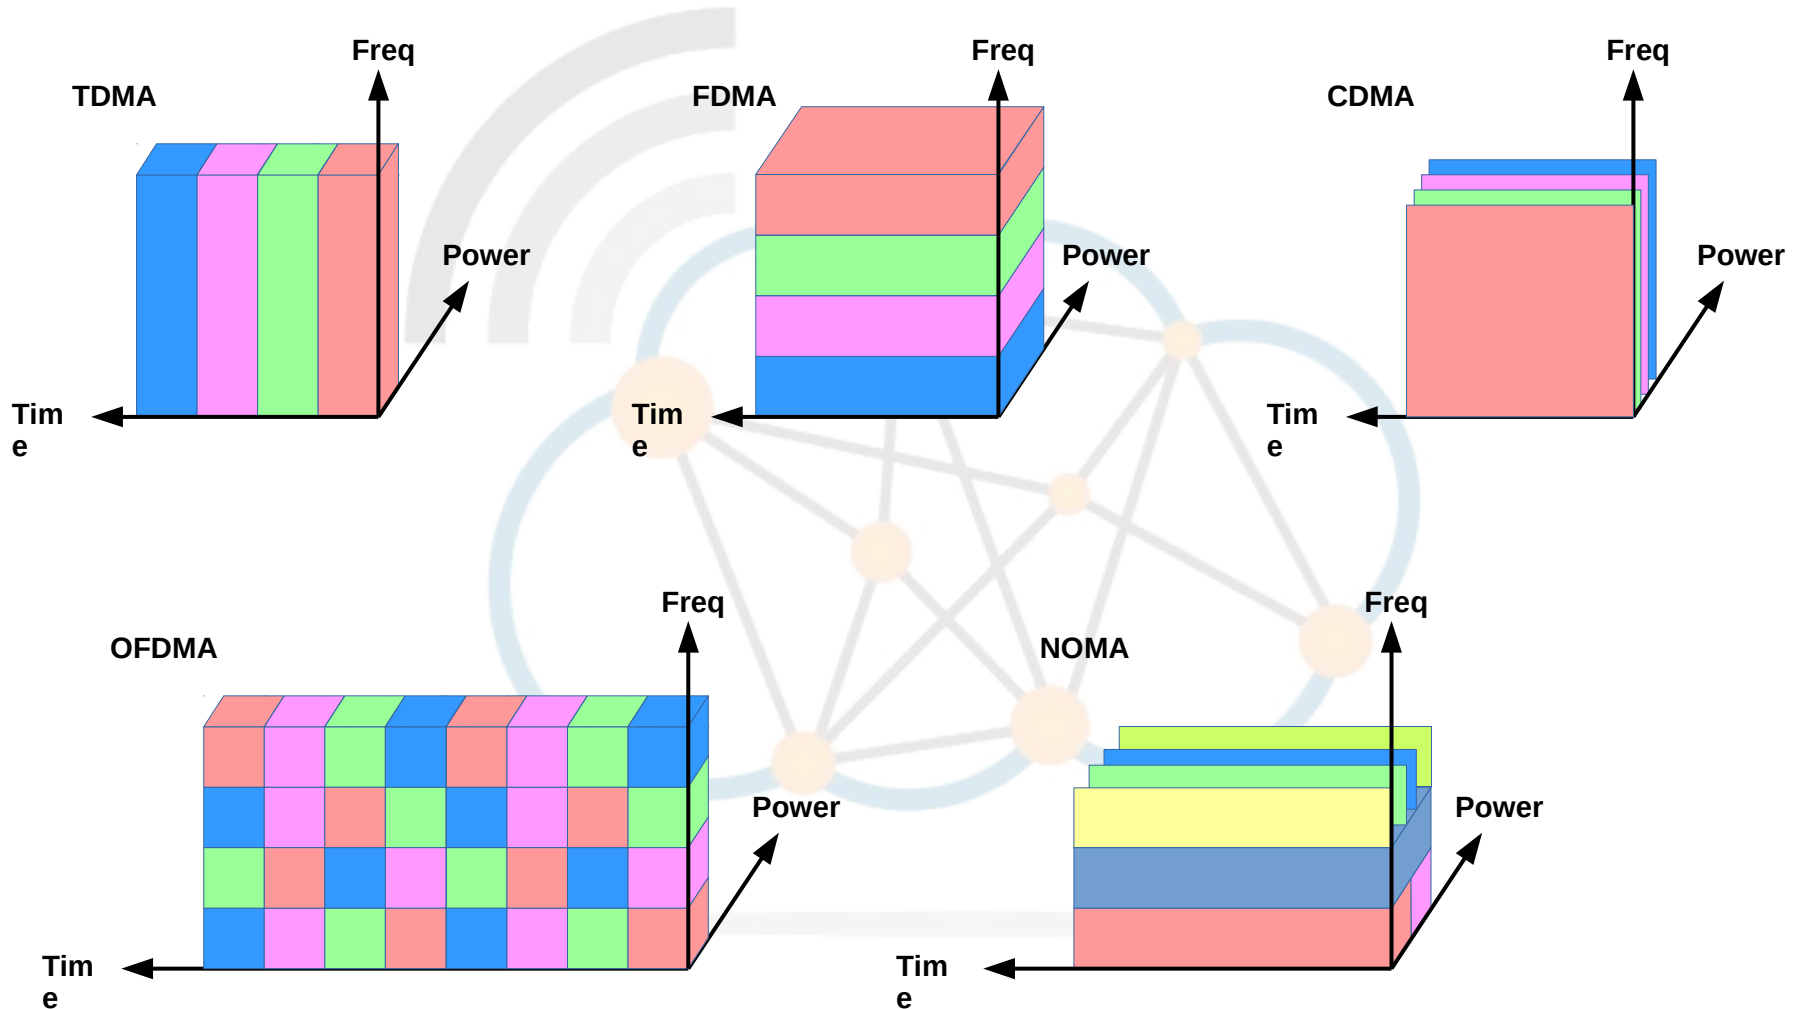 Freq
TDMA
Power
Tim
e
Freq
FDMA
Power
Tim
e
Freq
CDMA
Power
Tim
e
Freq
OFDMA
Power
Tim
e
Freq
NOMA
Power
Tim
e